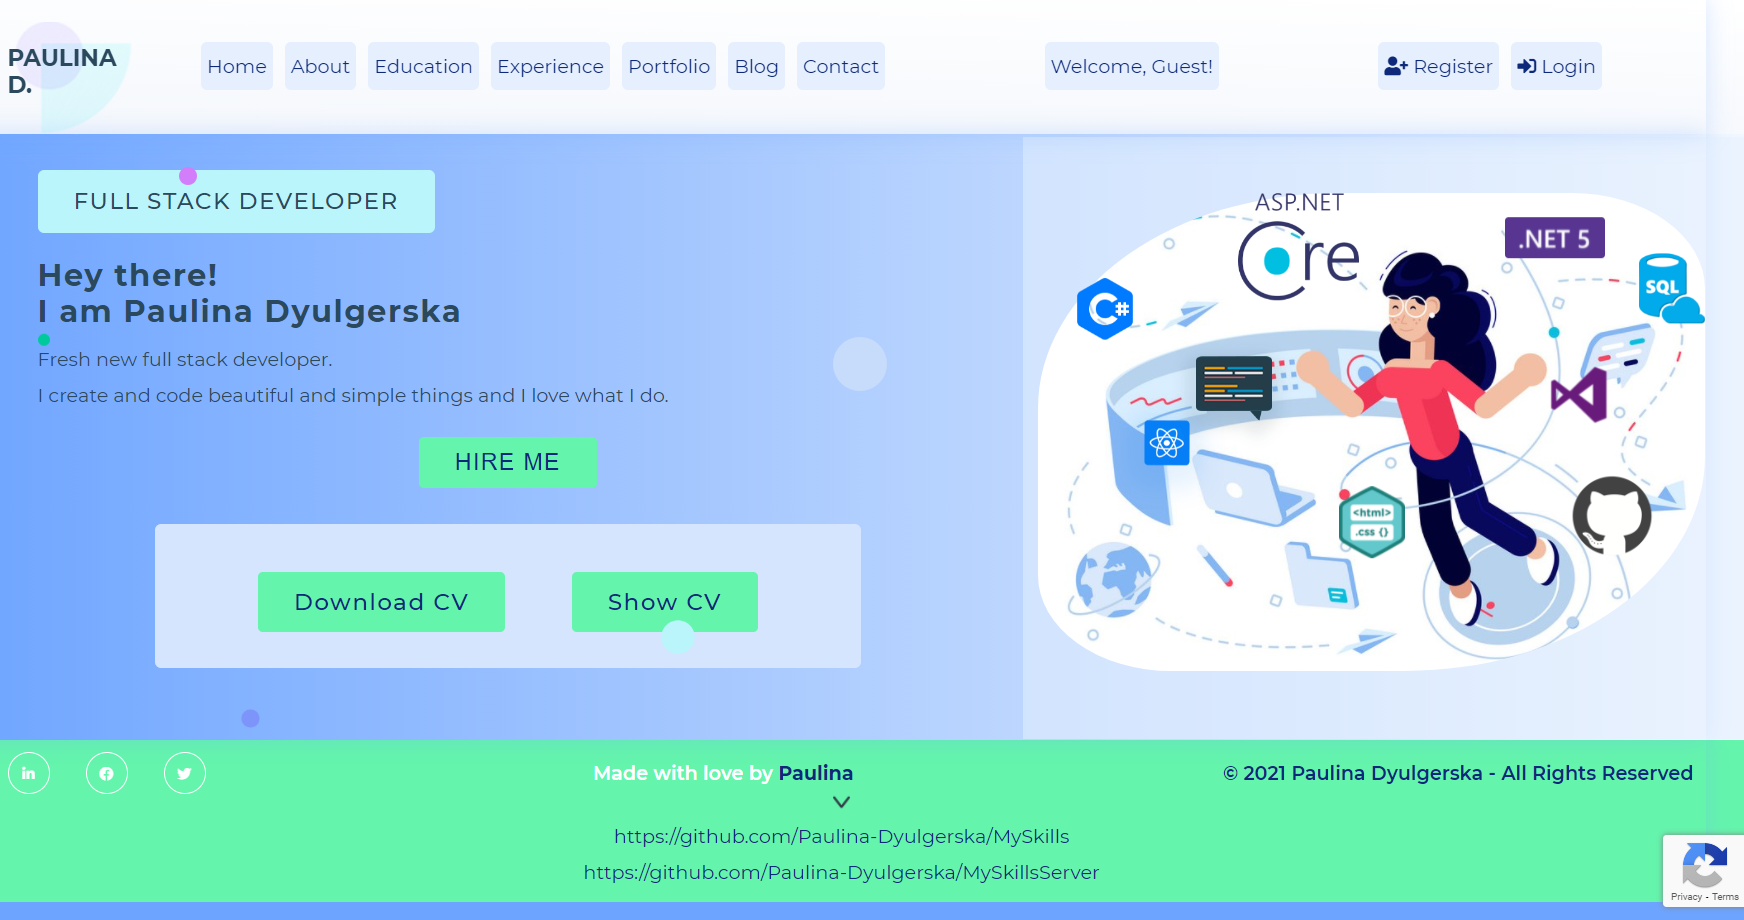 PAULINA
D.
Home About Education Experience Portfolio Blog Contact Welcome, Guest! Register Login
FULL STACK DEVELOPER
Hey there!
I am Paulina Dyulgerska
Fresh new full stack developer.
I create and code beautiful and simple things and I love what I do.
HIRE ME
Download CV Show CV
ASP.NET
Core
.NET 5
C#
SQL
<html>
.css {}
Made with love by Paulina
© 2021 Paulina Dyulgerska - All Rights Reserved
https://github.com/Paulina-Dyulgerska/MySkills
https://github.com/Paulina-Dyulgerska/MySkillsServer
Privacy - Terms